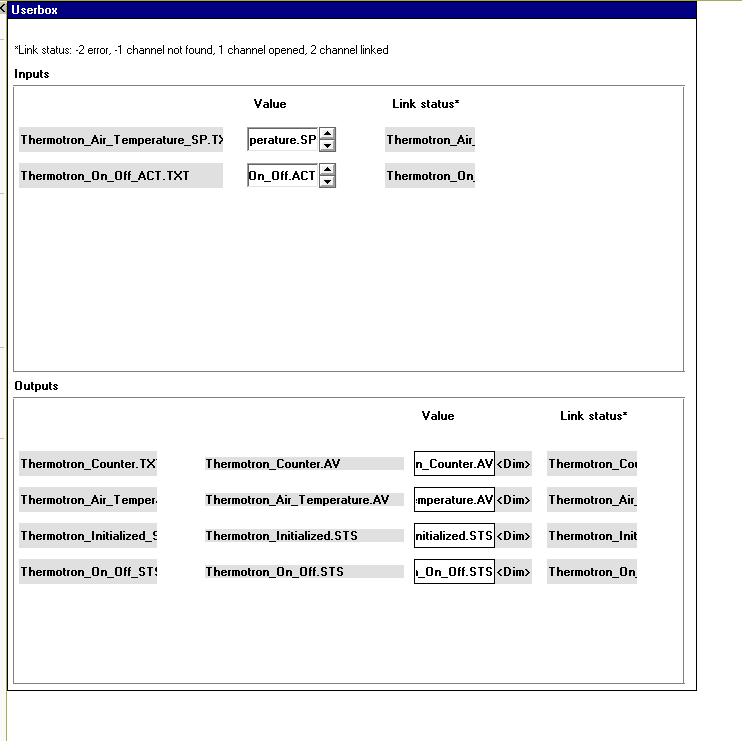 Userbox
*Link status: -2 error, -1 channel not found, 1 channel opened, 2 channel linked
Inputs
Value Link status*
Thermotron_Air_Temperature_SP.TX perature.SP Thermotron_Air_
Thermotron_On_Off_ACT.TXT On_Off.ACT Thermotron_On_
Outputs
Value Link status*
Thermotron_Counter.TXT Thermotron_Counter.AV n_Counter.AV <Dim> Thermotron_Cou
Thermotron_Air_Temper Thermotron_Air_Temperature.AV mperature.AV <Dim> Thermotron_Air_
Thermotron_Initialized_S Thermotron_Initialized.STS nitialized.STS <Dim> Thermotron_Init
Thermotron_On_Off_STS Thermotron_On_Off.STS _On_Off.STS <Dim> Thermotron_On_